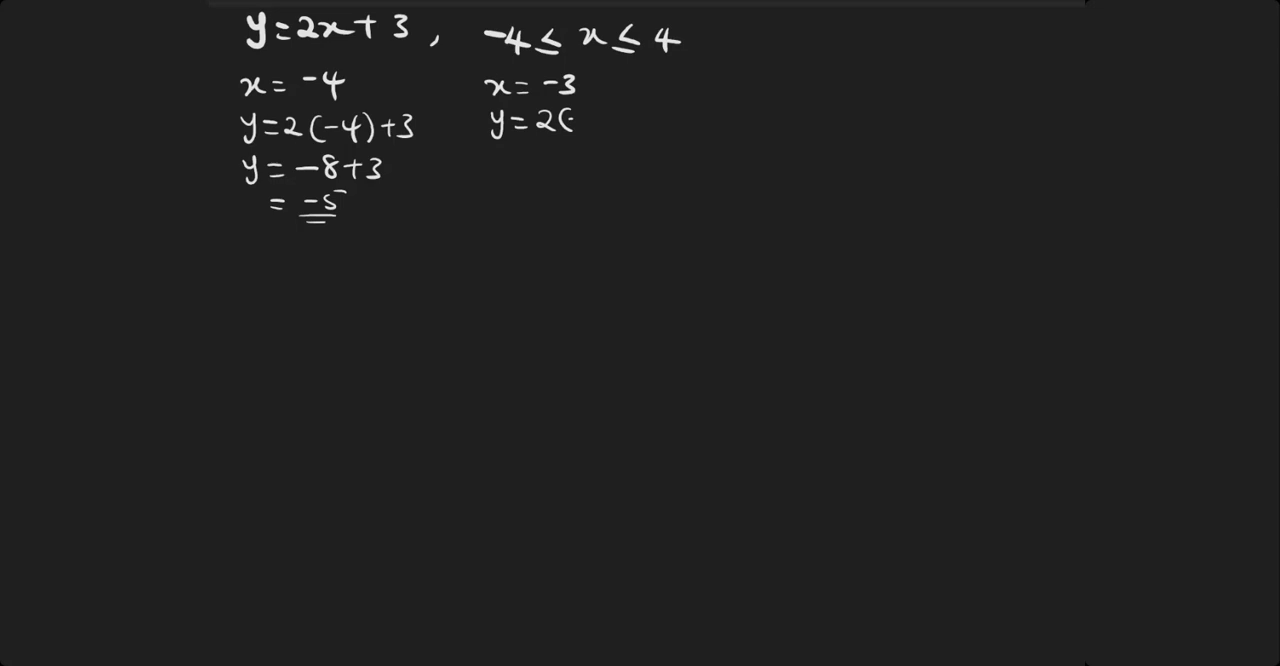 y=2x+3, -4≤ x ≤ 4
x= -4
y=2(-4)+3
y= -8+3
= -5
x= -3
y= 2(-